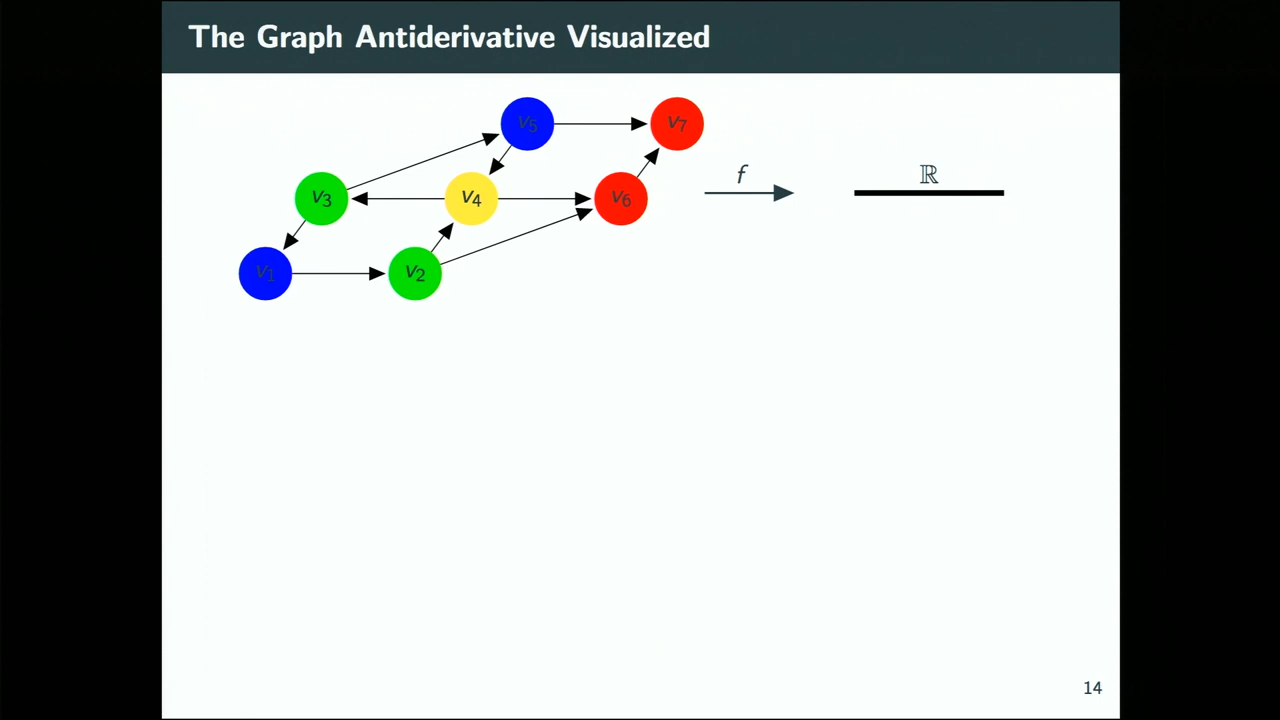 The Graph Antiderivative Visualized
v₅ v₇
f ℝ
v₃ v₄ v₆
v₁ v₂
14